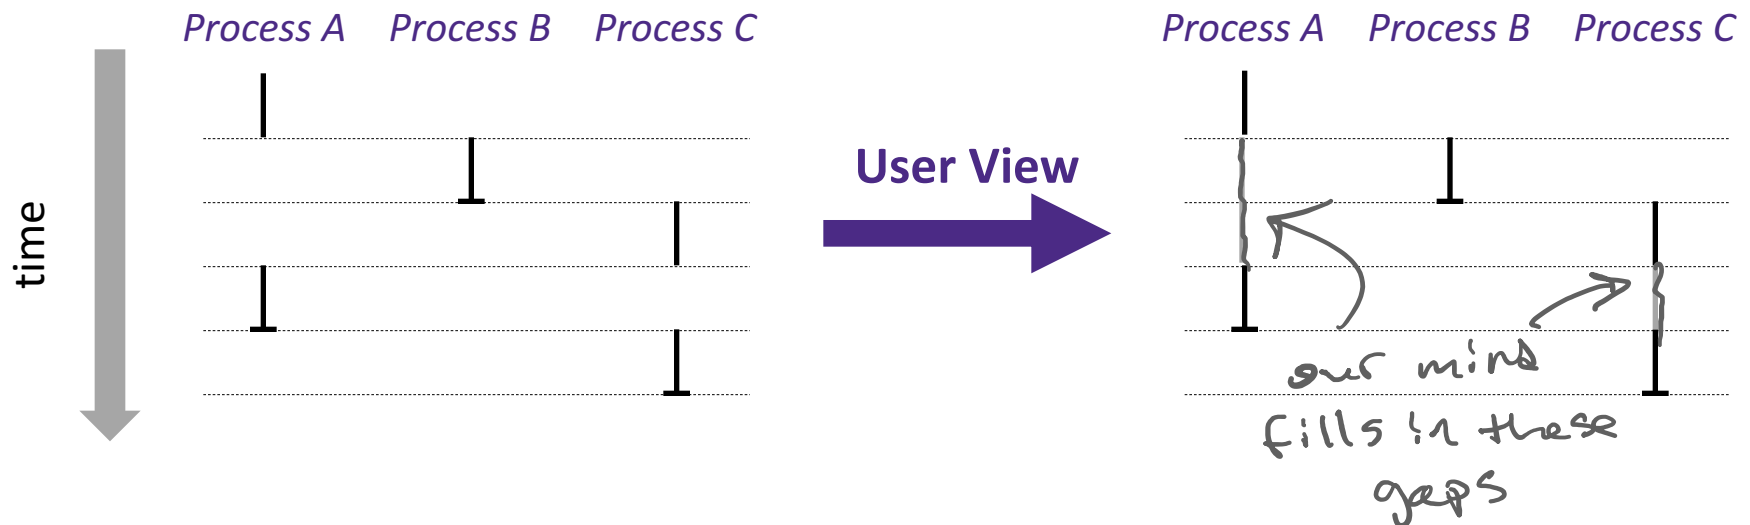 Process A Process B Process C
time
User View
Process A Process B Process C
our mind
fills in these
gaps